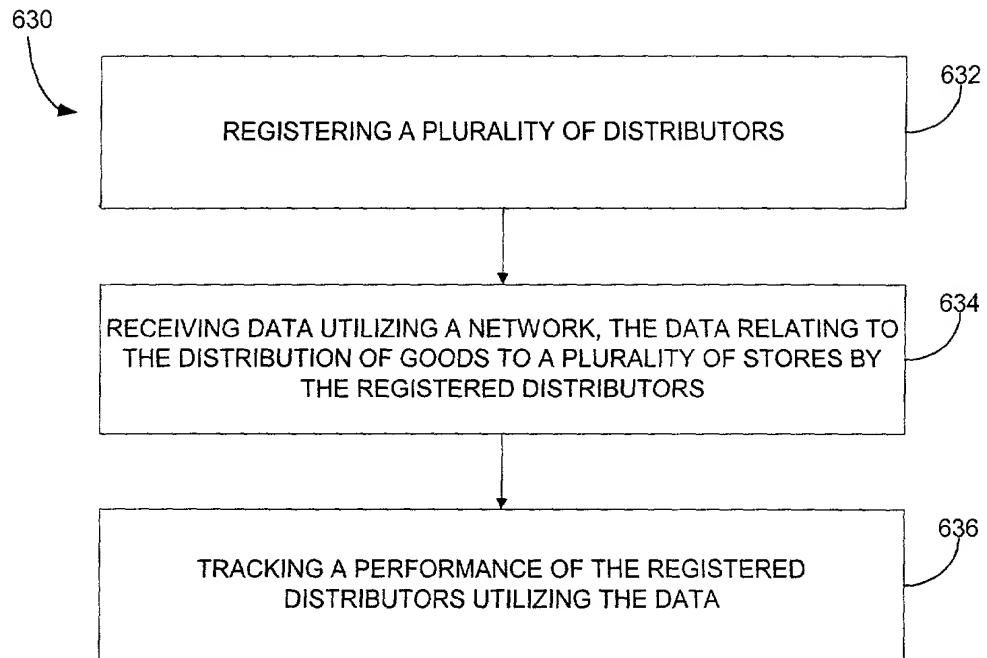 630
632
REGISTERING A PLURALITY OF DISTRIBUTORS
634
RECEIVING DATA UTILIZING A NETWORK, THE DATA RELATING TO
THE DISTRIBUTION OF GOODS TO A PLURALITY OF STORES BY
THE REGISTERED DISTRIBUTORS
636
TRACKING A PERFORMANCE OF THE REGISTERED
DISTRIBUTORS UTILIZING THE DATA